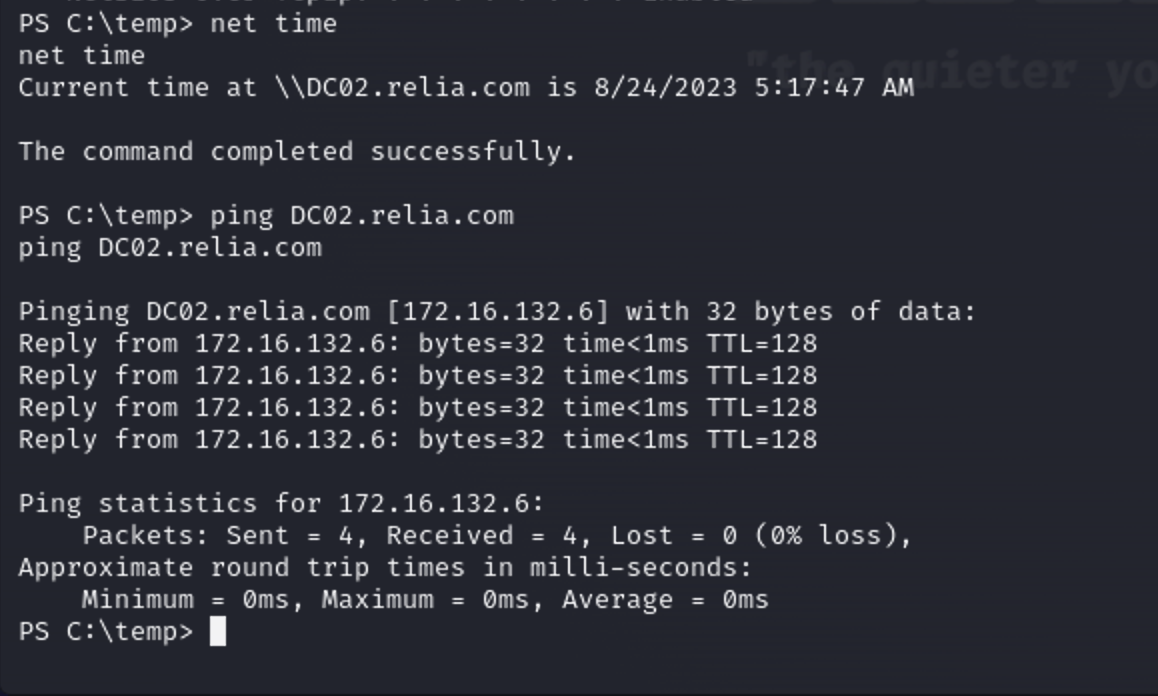 PS C:\temp> net time
net time
Current time at \\DC02.relia.com is 8/24/2023 5:17:47 AM
"the quieter yo
The command completed successfully.
PS C:\temp> ping DC02.relia.com
ping DC02.relia.com
Pinging DC02.relia.com [172.16.132.6] with 32 bytes of data:
Reply from 172.16.132.6: bytes=32 time<1ms TTL=128
Reply from 172.16.132.6: bytes=32 time<1ms TTL=128
Reply from 172.16.132.6: bytes=32 time<1ms TTL=128
Reply from 172.16.132.6: bytes=32 time<1ms TTL=128
Ping statistics for 172.16.132.6:
    Packets: Sent = 4, Received = 4, Lost = 0 (0% loss),
Approximate round trip times in milli-seconds:
    Minimum = 0ms, Maximum = 0ms, Average = 0ms
PS C:\temp>